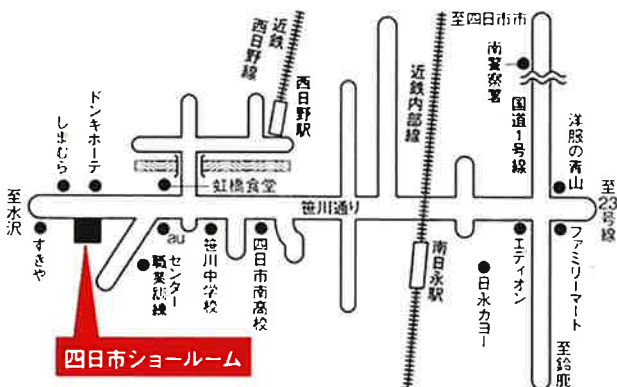 至四日市市
近鉄
西日野線
西日野駅
近鉄内部線
南警察署
国道1号線
洋服の青山
至
23
号
線
ドンキホーテ
しまむら
虹橋食堂
至水沢
笹川通り
すきや
au
職業訓練
センター
笹川中学校
四日市南高校
南日永駅
日永カヨー
エディオン
ファミリーマート
至鈴鹿
四日市ショールーム